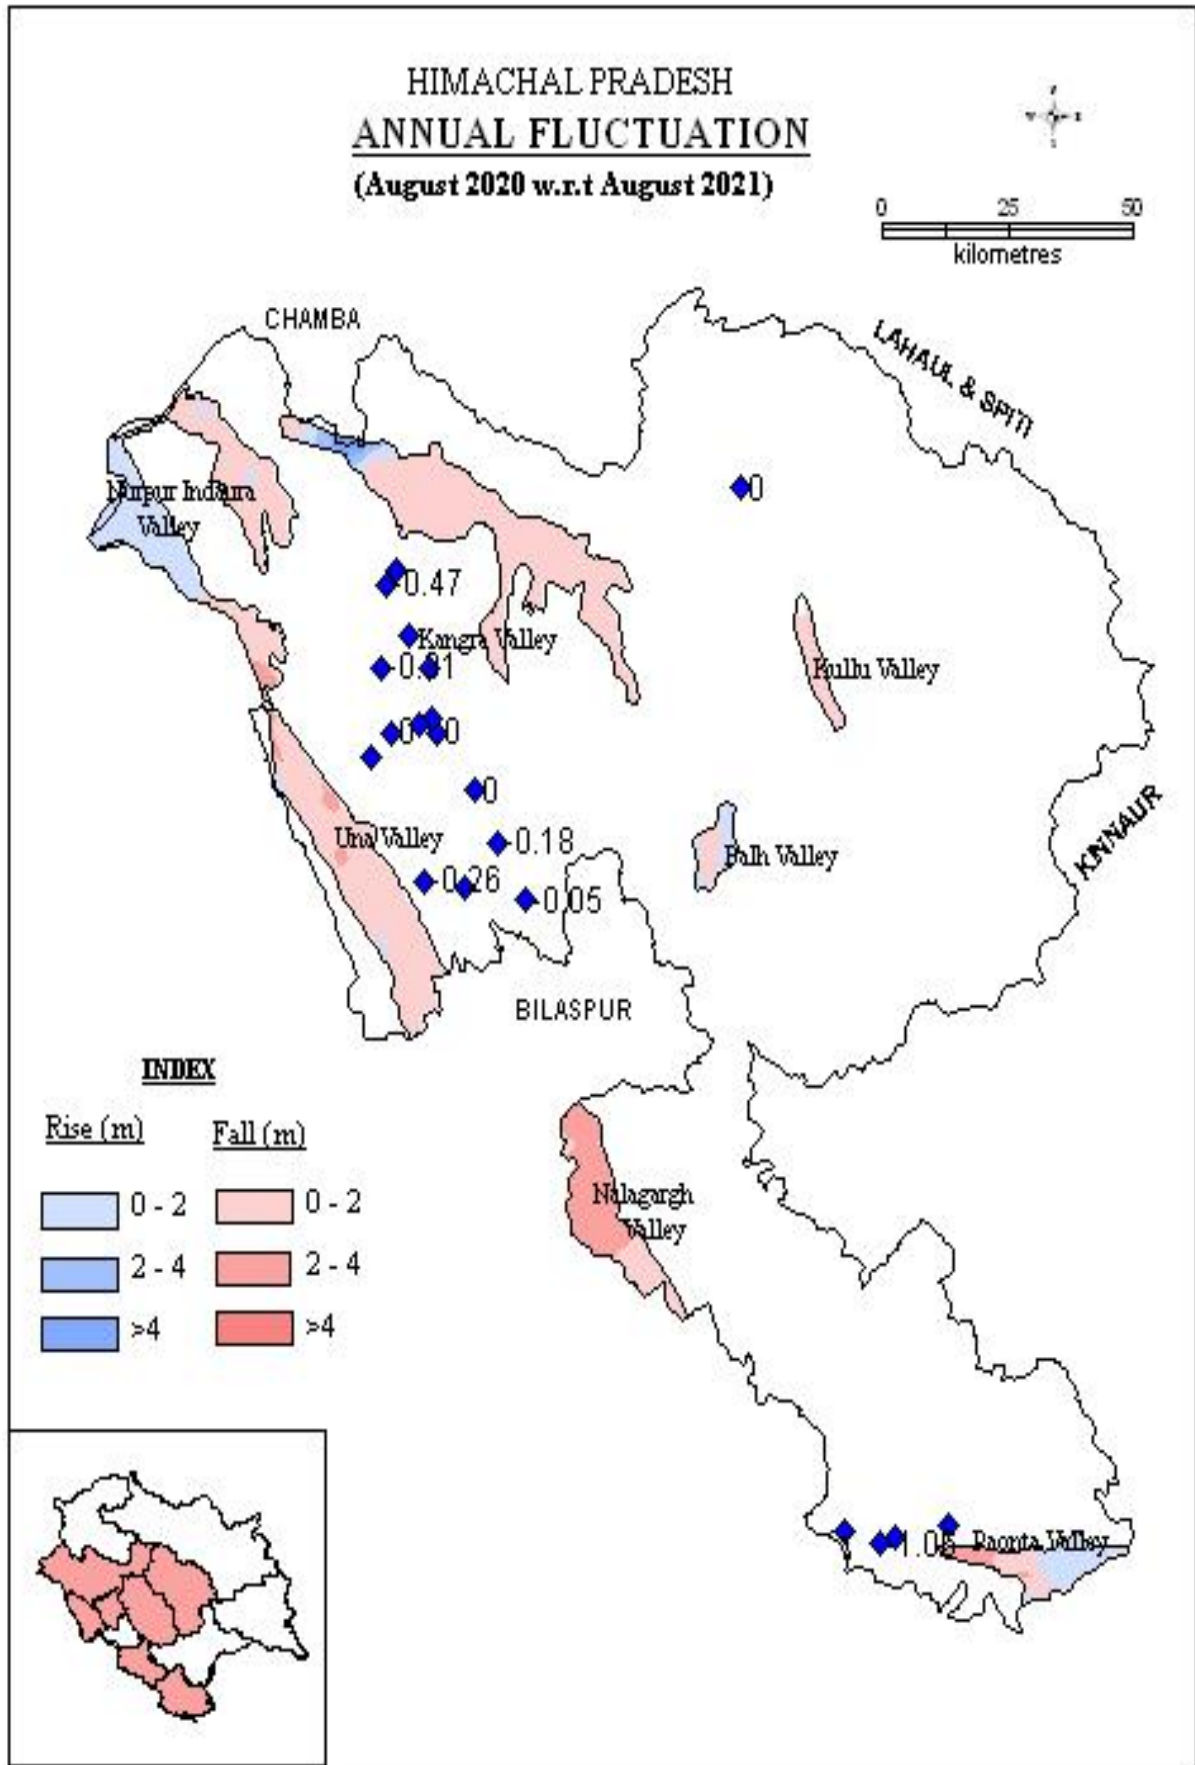 HIMACHAL PRADESH
ANNUAL FLUCTUATION
(August 2020 w.r.t August 2021)
0 25 50
kilometres
CHAMBA
LAHAUL & SPITI
0
Nurpur Indaura
Valley
-0.47
Kangra Valley
Kullu Valley
0
Una Valley
-0.18
Balh Valley
-0.26
-0.05
KINNAUR
BILASPUR
INDEX
Rise (m) Fall (m)
0 - 2 0 - 2
2 - 4 2 - 4
>4 >4
Nalagargh
Valley
Paonta Valley